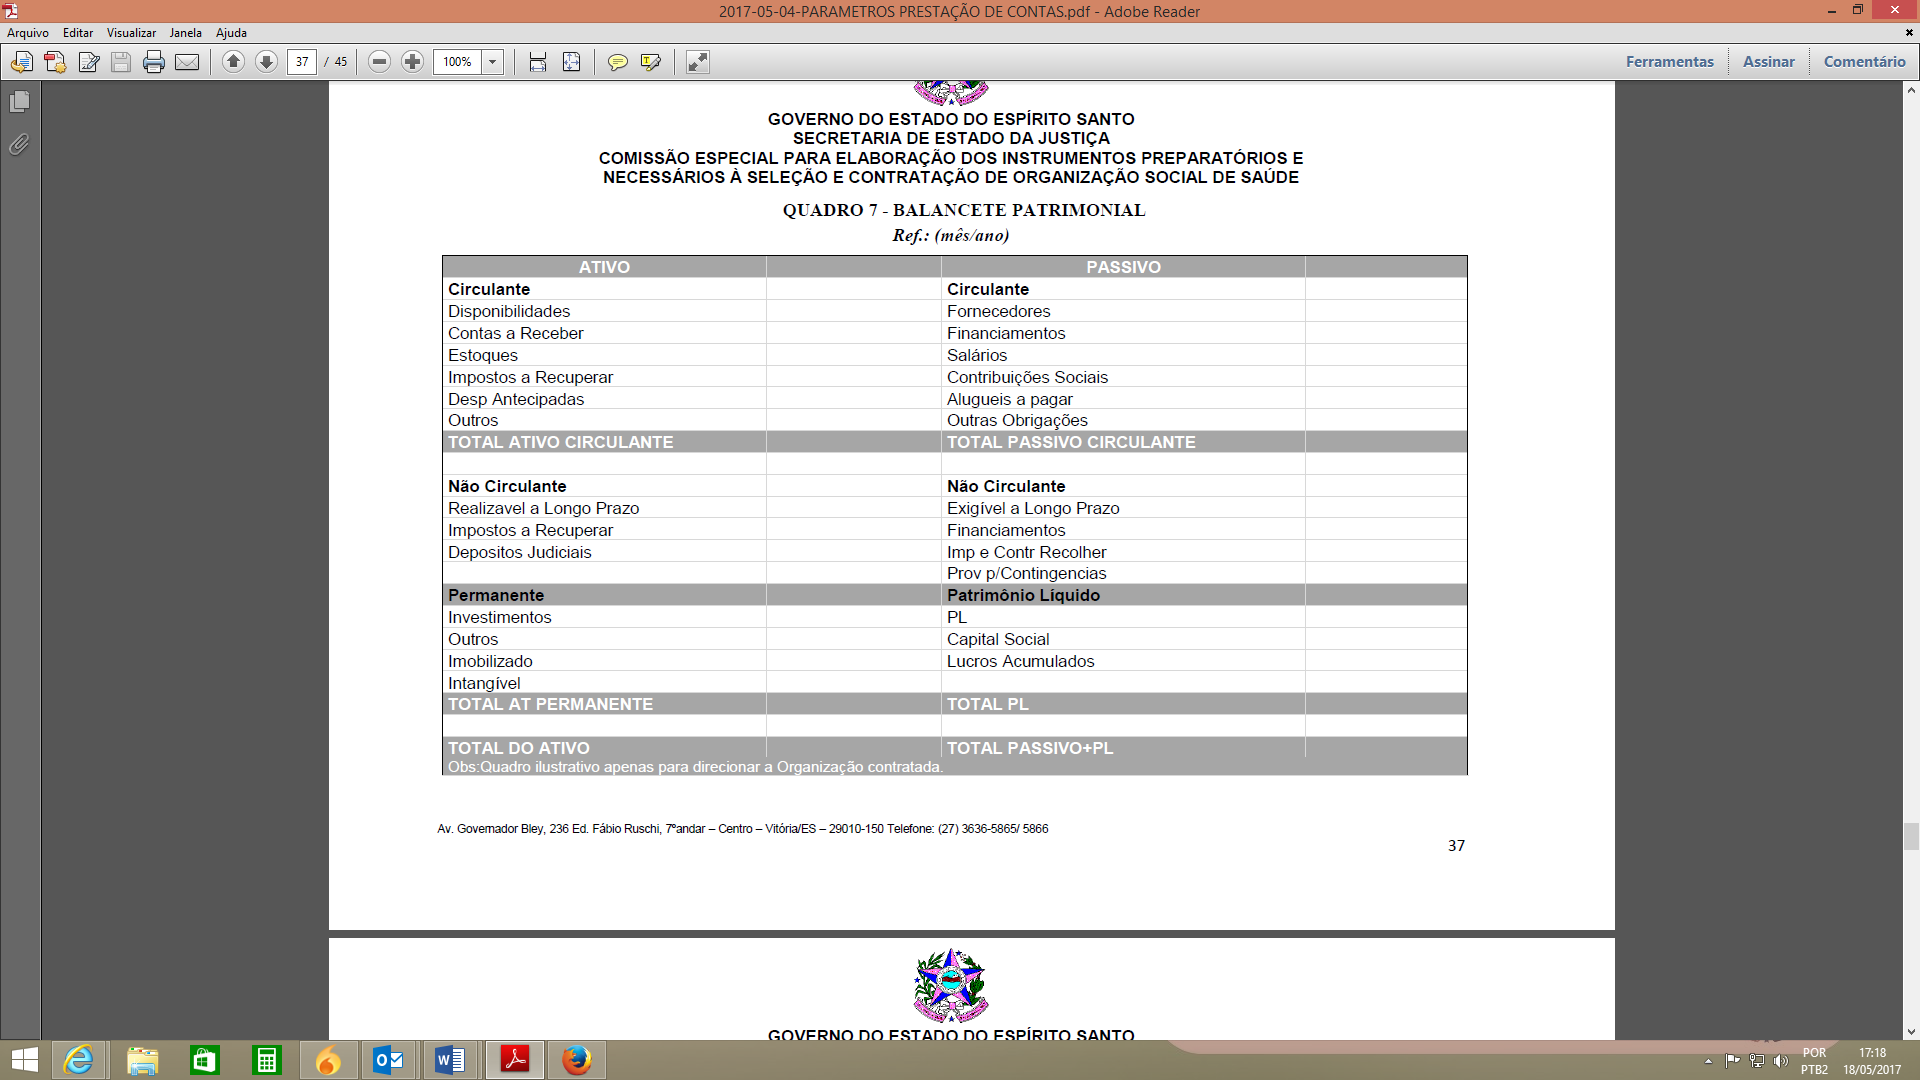 2017-05-04-PARAMETROS PRESTAÇÃO DE CONTAS.pdf - Adobe Reader
Arquivo Editar Visualizar Janela Ajuda
37 / 45 100% Ferramentas Assinar Comentário
GOVERNO DO ESTADO DO ESPÍRITO SANTO
SECRETARIA DE ESTADO DA JUSTIÇA
COMISSÃO ESPECIAL PARA ELABORAÇÃO DOS INSTRUMENTOS PREPARATÓRIOS E
NECESSÁRIOS À SELEÇÃO E CONTRATAÇÃO DE ORGANIZAÇÃO SOCIAL DE SAÚDE
QUADRO 7 - BALANCETE PATRIMONIAL
Ref.: (mês/ano)
ATIVO PASSIVO
Circulante Circulante
Disponibilidades Fornecedores
Contas a Receber Financiamentos
Estoques Salários
Impostos a Recuperar Contribuições Sociais
Desp Antecipadas Alugueis a pagar
Outros Outras Obrigações
TOTAL ATIVO CIRCULANTE TOTAL PASSIVO CIRCULANTE
Não Circulante Não Circulante
Realizavel a Longo Prazo Exigível a Longo Prazo
Impostos a Recuperar Financiamentos
Depositos Judiciais Imp e Contr Recolher
Prov p/Contingencias
Permanente Patrimônio Líquido
Investimentos PL
Outros Capital Social
Imobilizado Lucros Acumulados
Intangível
TOTAL AT PERMANENTE TOTAL PL
TOTAL DO ATIVO TOTAL PASSIVO+PL
Obs:Quadro ilustrativo apenas para direcionar a Organização contratada.
Av. Governador Bley, 236 Ed. Fábio Ruschi, 7ºandar – Centro – Vitória/ES – 29010-150 Telefone: (27) 3636-5865/ 5866
37
GOVERNO DO ESTADO DO ESPÍRITO SANTO
POR 17:18
PTB2 18/05/2017